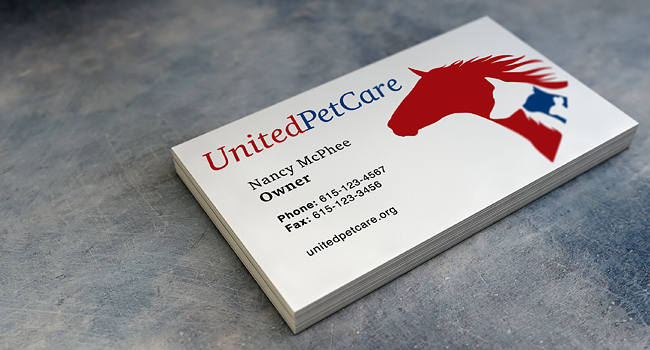 UnitedPetCare
Nancy McPhee
Owner
Phone: 615-123-4567
Fax: 615-123-3456
unitedpetcare.org